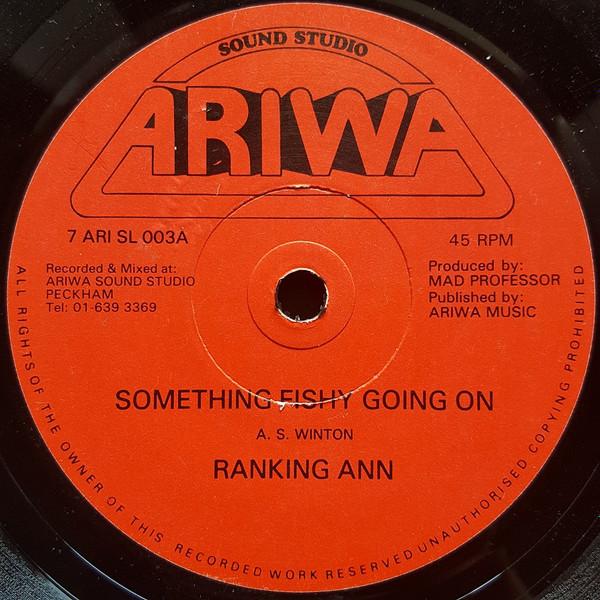 SOUND STUDIO
ARIWA
7 ARI SL 003A
45 RPM
Recorded & Mixed at:
ARIWA SOUND STUDIO
PECKHAM
Tel: 01-639 3369
Produced by:
MAD PROFESSOR
Published by:
ARIWA MUSIC
SOMETHING FISHY GOING ON
A. S. WINTON
RANKING ANN
ALL RIGHTS OF THE OWNER OF THIS RECORDED WORK RESERVED UNAUTHORISED COPYING PROHIBITED